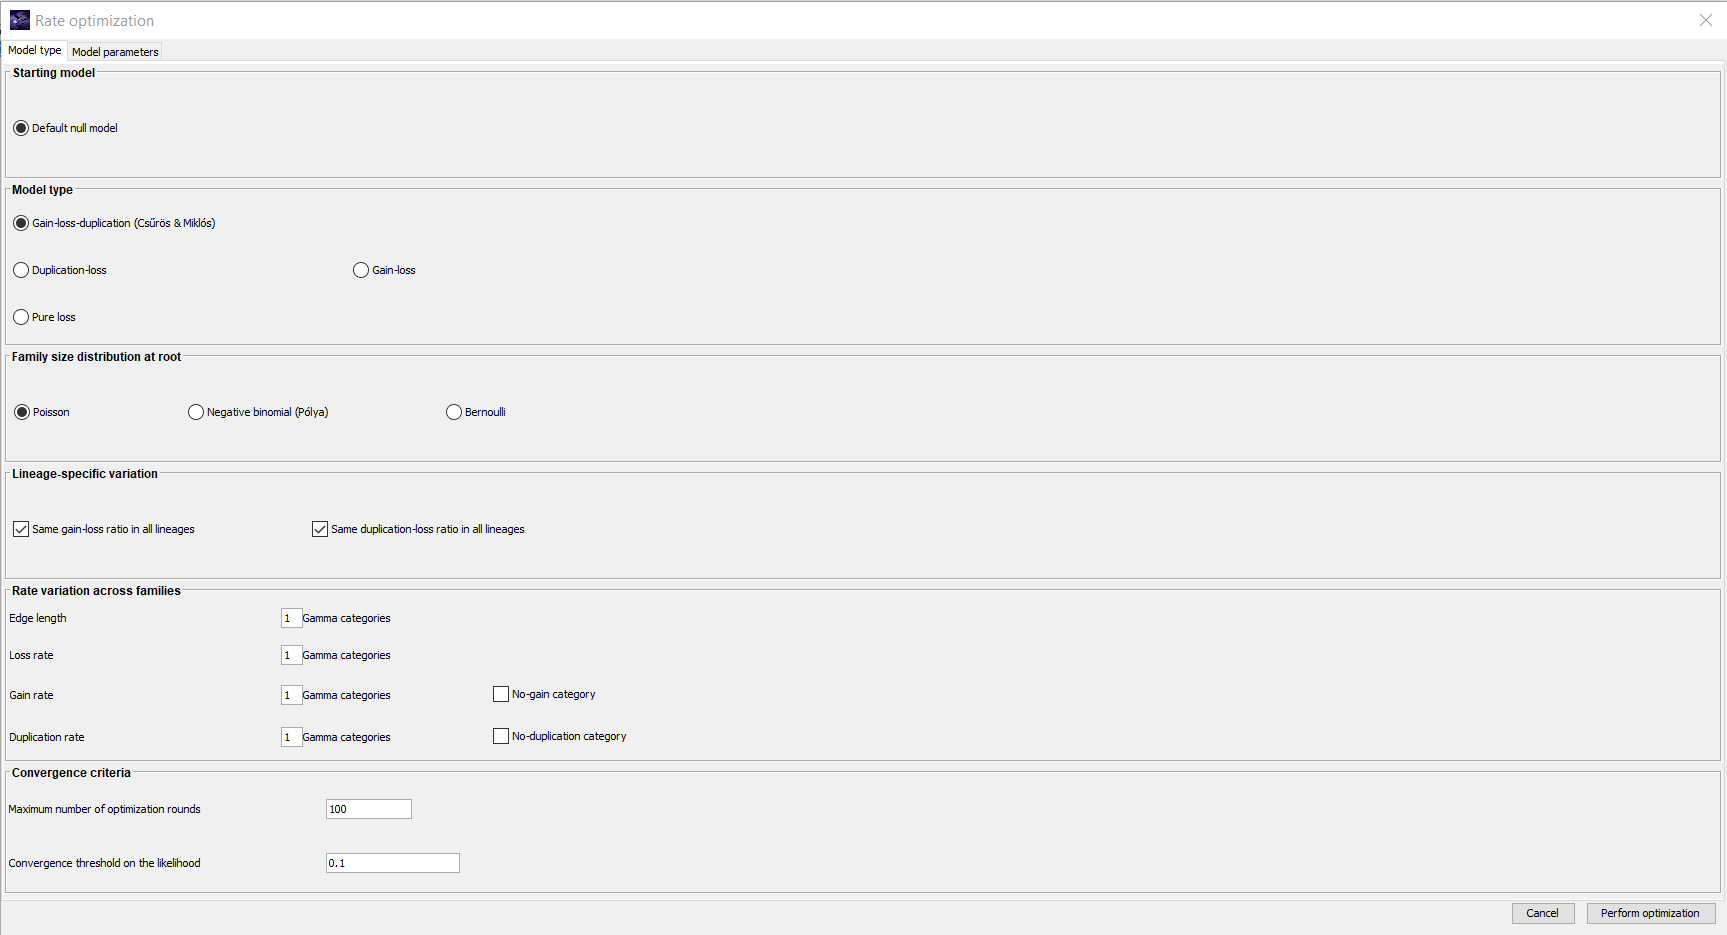 Rate optimization
Model type Model parameters
Starting model
Default null model
Model type
Gain-loss-duplication (Csűrös & Miklós)
Duplication-loss Gain-loss
Pure loss
Family size distribution at root
Poisson Negative binomial (Pólya) Bernoulli
Lineage-specific variation
Same gain-loss ratio in all lineages Same duplication-loss ratio in all lineages
Rate variation across families
Edge length 1 Gamma categories
Loss rate 1 Gamma categories
Gain rate 1 Gamma categories No-gain category
Duplication rate 1 Gamma categories No-duplication category
Convergence criteria
Maximum number of optimization rounds 100
Convergence threshold on the likelihood 0.1
Cancel Perform optimization